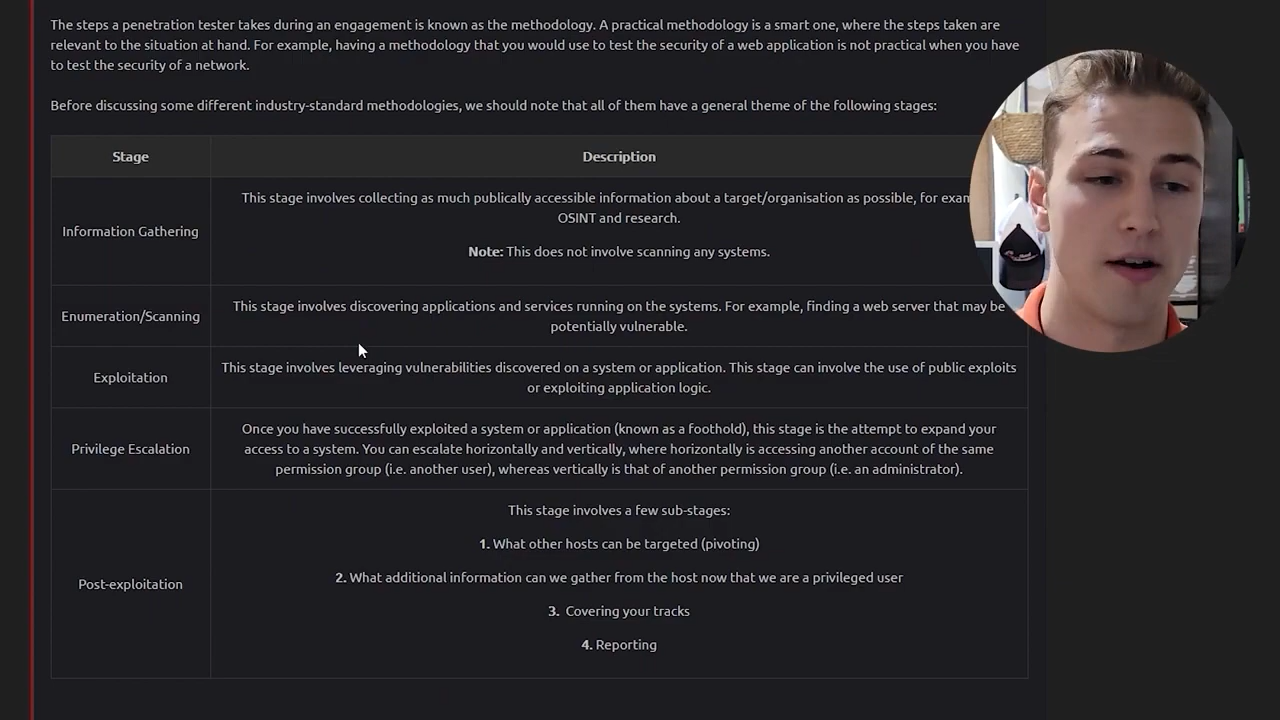 The steps a penetration tester takes during an engagement is known as the methodology. A practical methodology is a smart one, where the steps taken are
relevant to the situation at hand. For example, having a methodology that you would use to test the security of a web application is not practical when you have
to test the security of a network.
Before discussing some different industry-standard methodologies, we should note that all of them have a general theme of the following stages:
Stage
Description
Information Gathering
This stage involves collecting as much publically accessible information about a target/organisation as possible, for
OSINT and research.
Note: This does not involve scanning any systems.
Enumeration/Scanning
This stage involves discovering applications and services running on the systems. For example, finding a web server that may be
potentially vulnerable.
Exploitation
This stage involves leveraging vulnerabilities discovered on a system or application. This stage can involve the use of public exploits
or exploiting application logic.
Privilege Escalation
Once you have successfully exploited a system or application (known as a foothold), this stage is the attempt to expand your
access to a system. You can escalate horizontally and vertically, where horizontally is accessing another account of the same
permission group (i.e. another user), whereas vertically is that of another permission group (i.e. an administrator).
Post-exploitation
This stage involves a few sub-stages:
1. What other hosts can be targeted (pivoting)
2. What additional information can we gather from the host now that we are a privileged user
3. Covering your tracks
4. Reporting